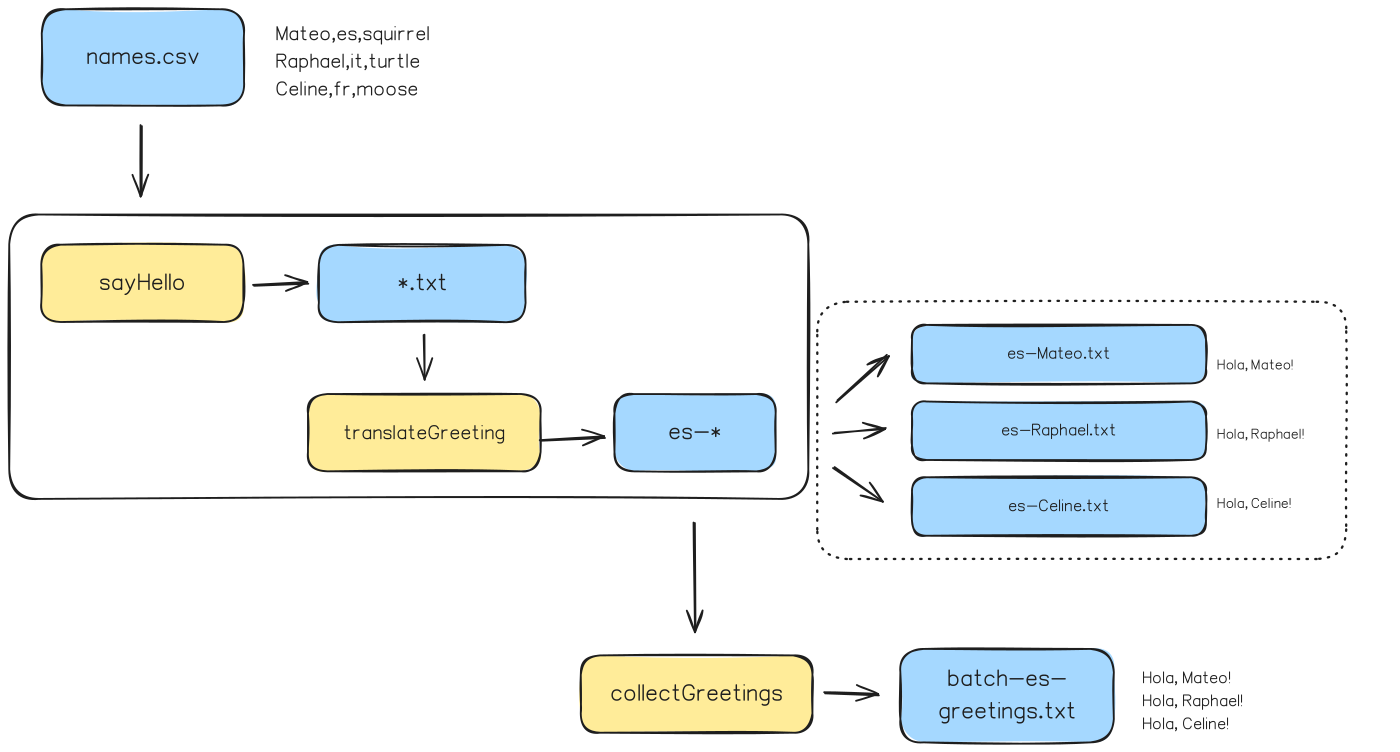 names.csv
Mateo,es,squirrel
Raphael,it,turtle
Celine,fr,moose
sayHello
*.txt
translateGreeting
es-*
es-Mateo.txt
Hola, Mateo!
es-Raphael.txt
Hola, Raphael!
es-Celine.txt
Hola, Celine!
collectGreetings
batch-es-
greetings.txt
Hola, Mateo!
Hola, Raphael!
Hola, Celine!